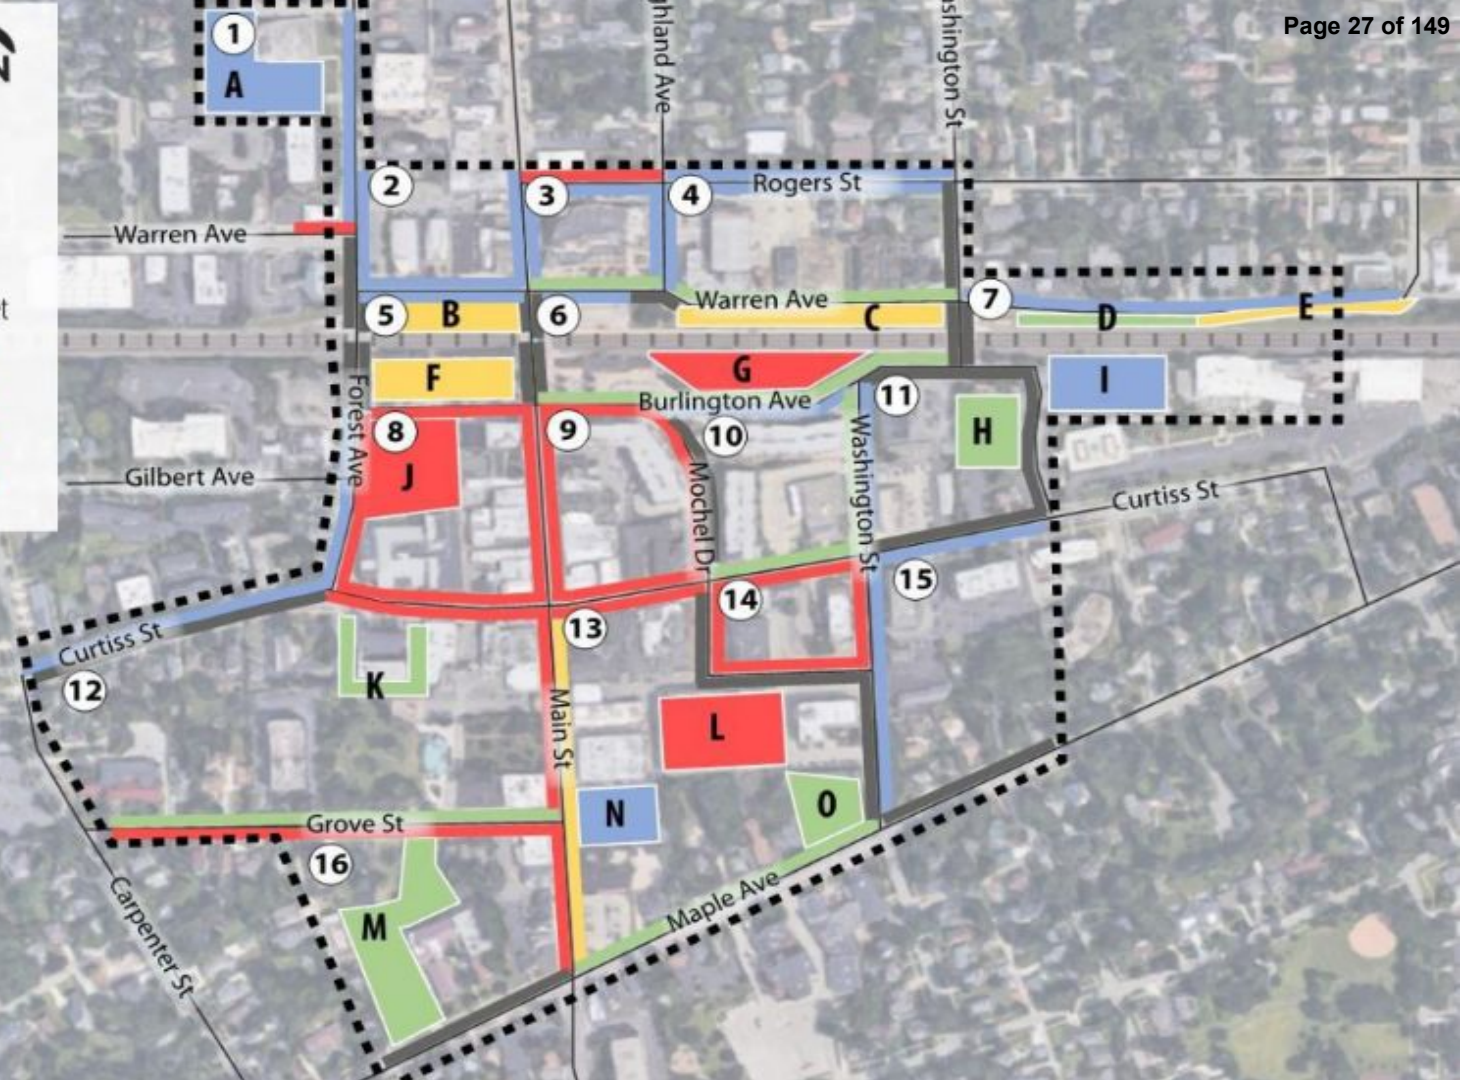 Page 27 of 149
1
A
ghland Ave
ashington St
2
3
4
Rogers St
Warren Ave
5
B
6
Warren Ave
C
7
D
E
F
G
I
Forest Ave
8
9
Burlington Ave
10
11
H
J
Gilbert Ave
Mochel Dr
Washington St
Curtiss St
14
15
13
Curtiss St
12
K
Main St
L
N
O
Grove St
16
M
Maple Ave
Carpenter St